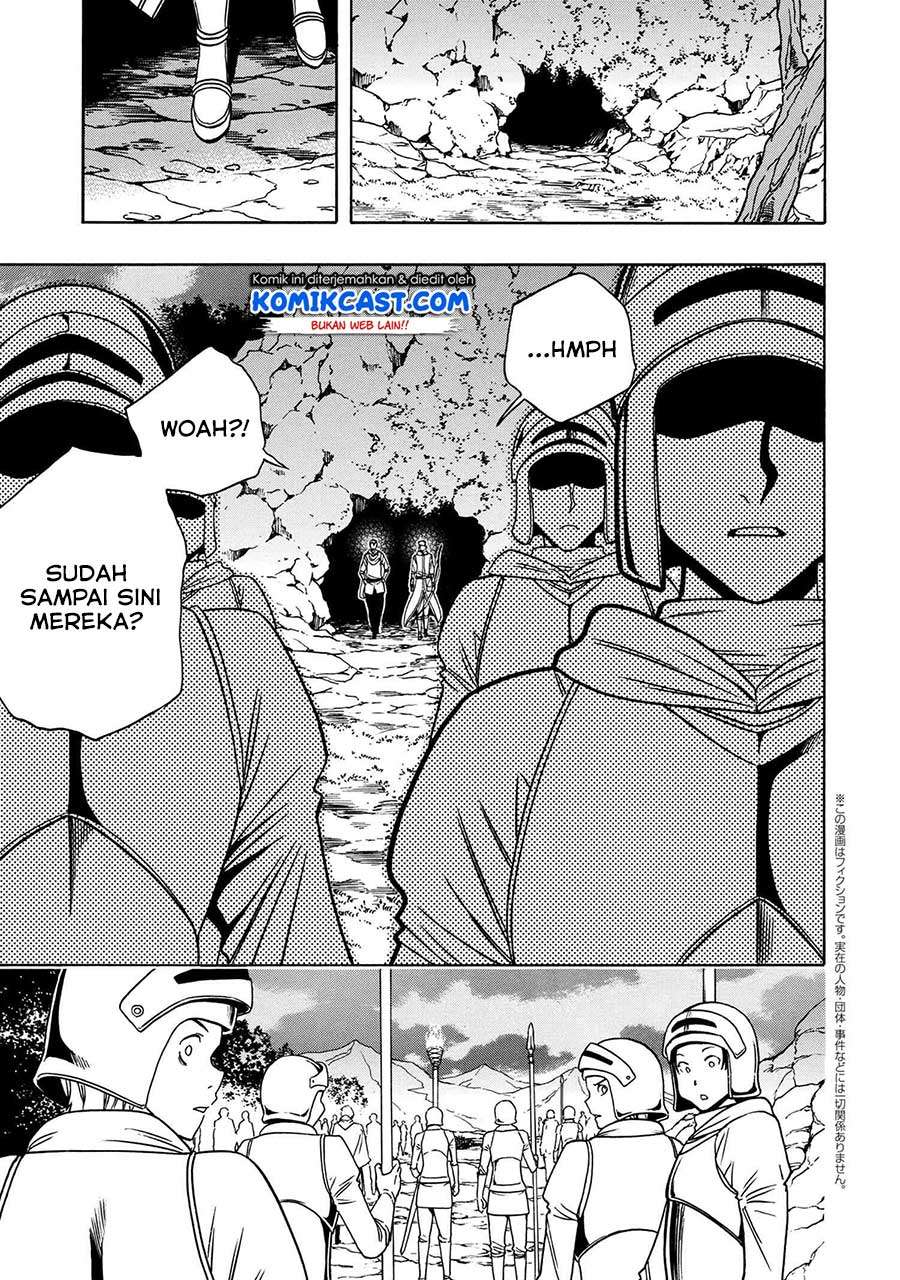 Komik ini diterjemahkan & diedit oleh
KOMIKCAST.COM
BUKAN WEB LAIN!!
...HMPH
WOAH?!
SUDAH
SAMPAI SINI
MEREKA?
※この漫画はフィクションです。実在の人物・団体・事件などには一切関係ありません。